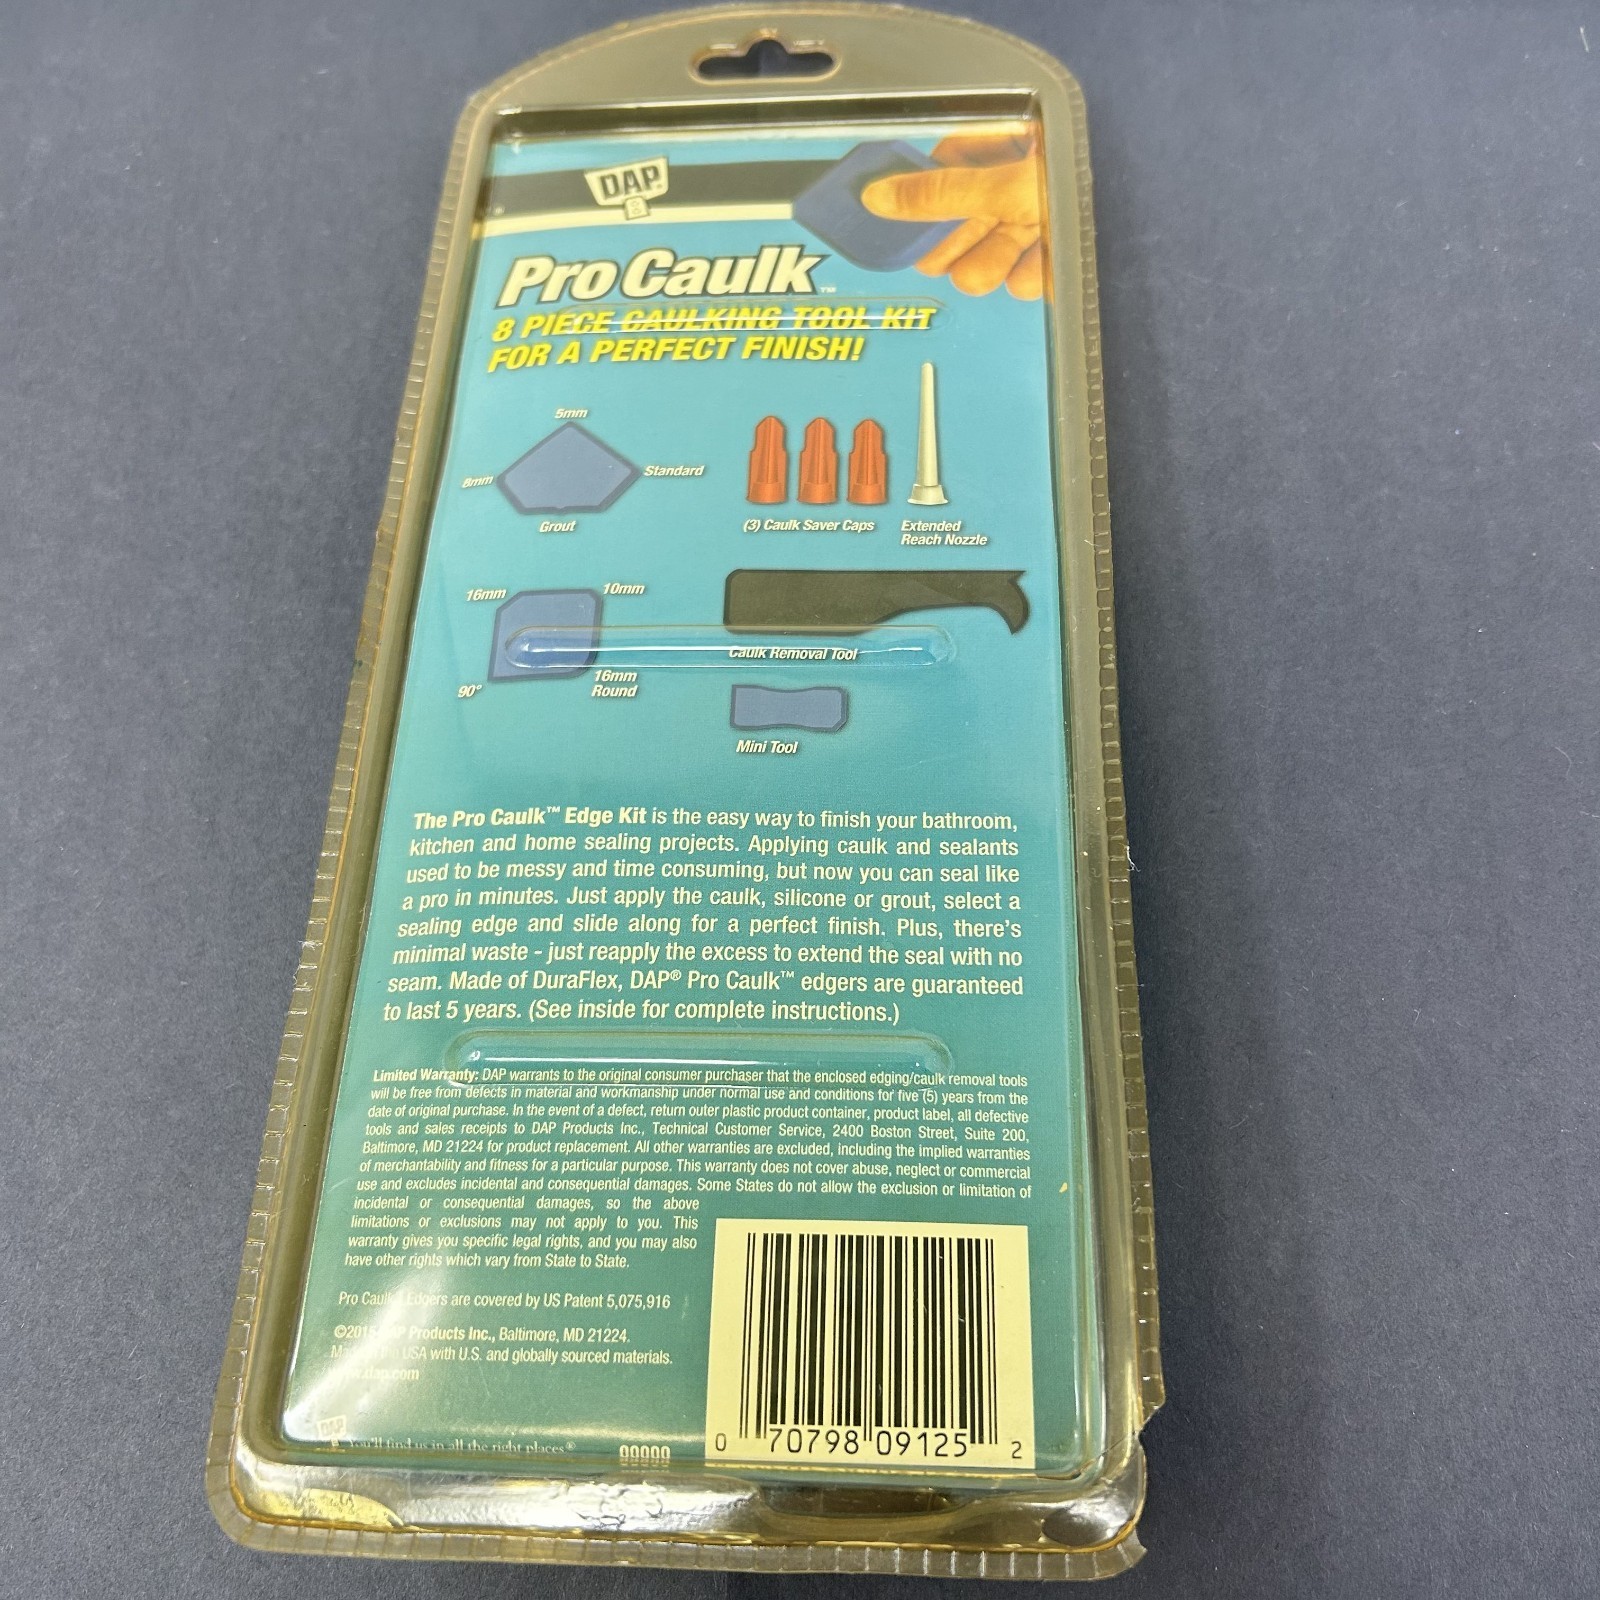 DAP®
Pro Caulk™
8 PIECE CAULKING TOOL KIT
FOR A PERFECT FINISH!
5mm
8mm
Standard
Grout
(3) Caulk Saver Caps
Extended
Reach Nozzle
16mm
10mm
90°
16mm
Round
Caulk Removal Tool
Mini Tool
The Pro Caulk™ Edge Kit is the easy way to finish your bathroom,
kitchen and home sealing projects. Applying caulk and sealants
used to be messy and time consuming, but now you can seal like
a pro in minutes. Just apply the caulk, silicone or grout, select a
sealing edge and slide along for a perfect finish. Plus, there's
minimal waste - just reapply the excess to extend the seal with no
seam. Made of DuraFlex, DAP® Pro Caulk™ edgers are guaranteed
to last 5 years. (See inside for complete instructions.)
Limited Warranty: DAP warrants to the original consumer purchaser that the enclosed edging/caulk removal tools
will be free from defects in material and workmanship under normal use and conditions for five (5) years from the
date of original purchase. In the event of a defect, return outer plastic product container, product label, all defective
tools and sales receipts to DAP Products Inc., Technical Customer Service, 2400 Boston Street, Suite 200,
Baltimore, MD 21224 for product replacement. All other warranties are excluded, including the implied warranties
of merchantability and fitness for a particular purpose. This warranty does not cover abuse, neglect or commercial
use and excludes incidental and consequential damages. Some States do not allow the exclusion or limitation of
incidental or consequential damages, so the above
limitations or exclusions may not apply to you. This
warranty gives you specific legal rights, and you may also
have other rights which vary from State to State.
Pro Caulk Edgers are covered by US Patent 5,075,916
©2015 Products Inc., Baltimore, MD 21224.
USA with U.S. and globally sourced materials.
DAP
You'll find us in all the right places®
0 70798 09125 2